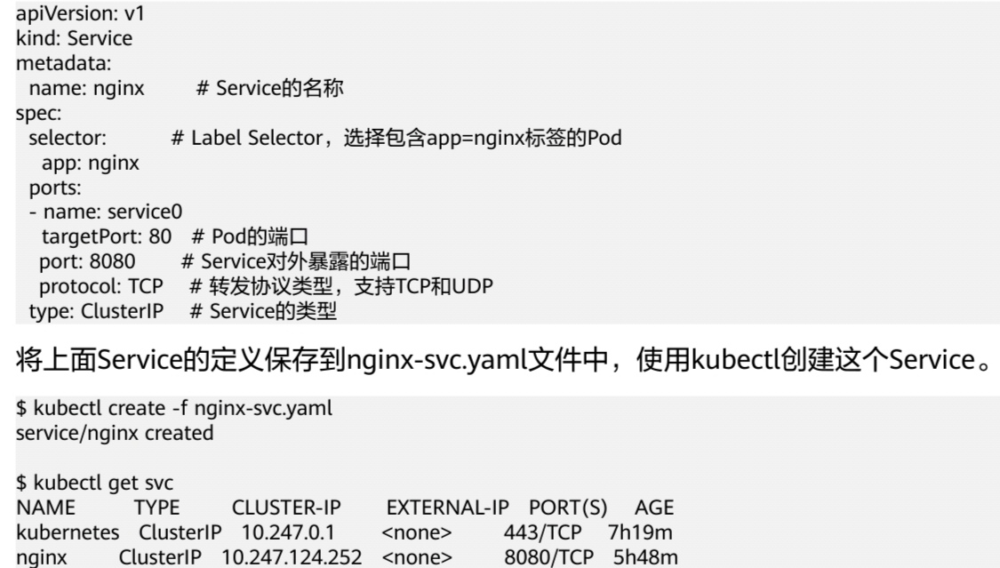 apiVersion: v1
kind: Service
metadata:
  name: nginx        # Service的名称
spec:
  selector:          # Label Selector，选择包含app=nginx标签的Pod
    app: nginx
  ports:
  - name: service0
    targetPort: 80   # Pod的端口
    port: 8080       # Service对外暴露的端口
    protocol: TCP    # 转发协议类型，支持TCP和UDP
  type: ClusterIP    # Service的类型
将上面Service的定义保存到nginx-svc.yaml文件中，使用kubectl创建这个Service。
$ kubectl create -f nginx-svc.yaml
service/nginx created
$ kubectl get svc
NAME         TYPE        CLUSTER-IP       EXTERNAL-IP   PORT(S)    AGE
kubernetes   ClusterIP   10.247.0.1       <none>        443/TCP    7h19m
nginx        ClusterIP   10.247.124.252   <none>        8080/TCP   5h48m